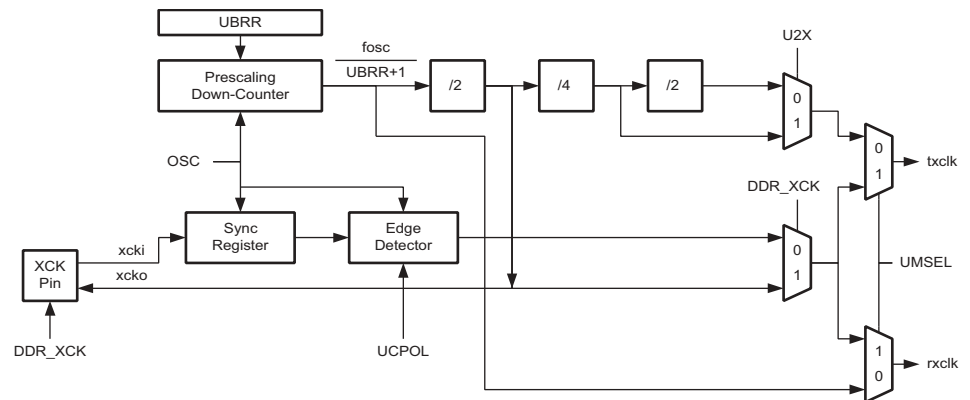 UBRR
U2X
fosc
UBRR+1
Prescaling
Down-Counter
/2
/4
/2
0
1
OSC
0
1
txclk
DDR_XCK
Sync
Register
Edge
Detector
xcki
xcko
XCK
Pin
0
1
UMSEL
DDR_XCK
UCPOL
1
0
rxclk